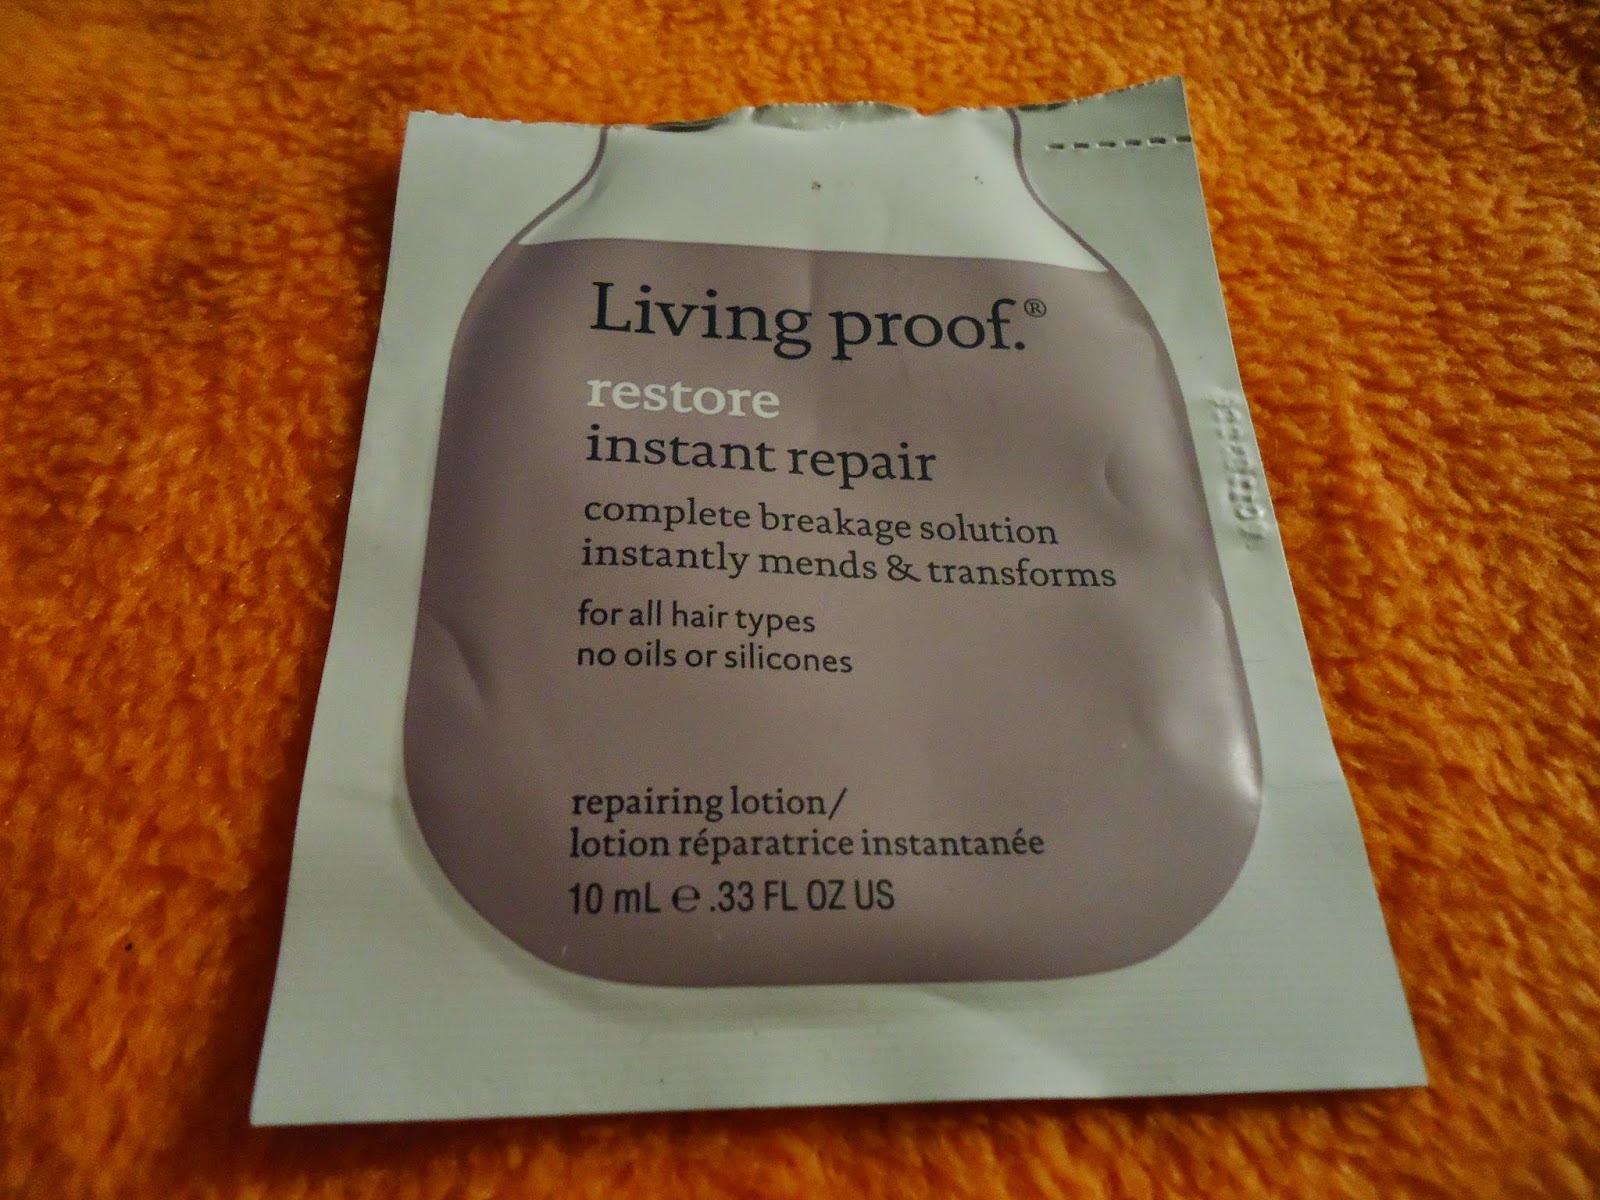 Living proof.®
restore
instant repair
complete breakage solution
instantly mends & transforms
for all hair types
no oils or silicones
repairing lotion/
lotion réparatrice instantanée
10 mL ℮ .33 FL OZ US